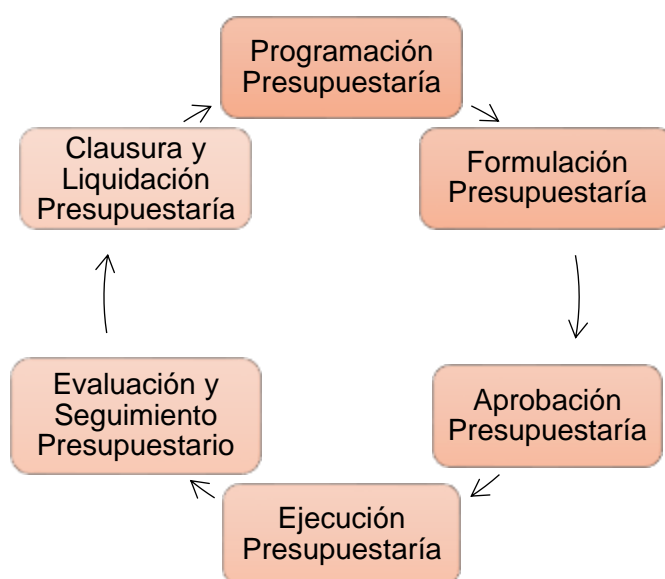 Programación
Presupuestaría
Formulación
Presupuestaría
Aprobación
Presupuestaría
Ejecución
Presupuestaría
Evaluación y
Seguimiento
Presupuestario
Clausura y
Liquidación
Presupuestaría